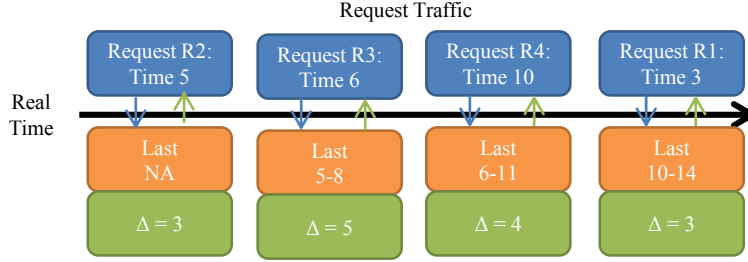 Request Traffic
Request R2:
Time 5
Request R3:
Time 6
Request R4:
Time 10
Request R1:
Time 3
Real
Time
Last
NA
Last
5-8
Last
6-11
Last
10-14
Δ = 3
Δ = 5
Δ = 4
Δ = 3